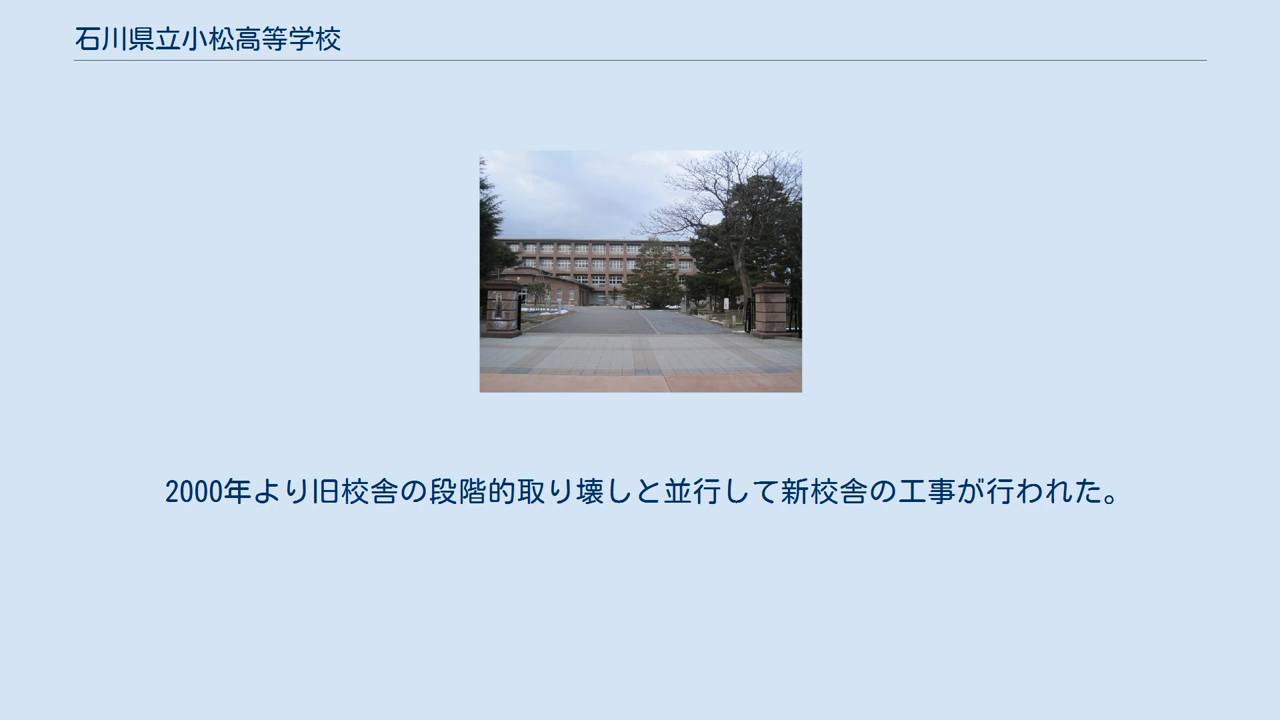 石川県立小松高等学校
2000年より旧校舎の段階的取り壊しと並行して新校舎の工事が行われた。